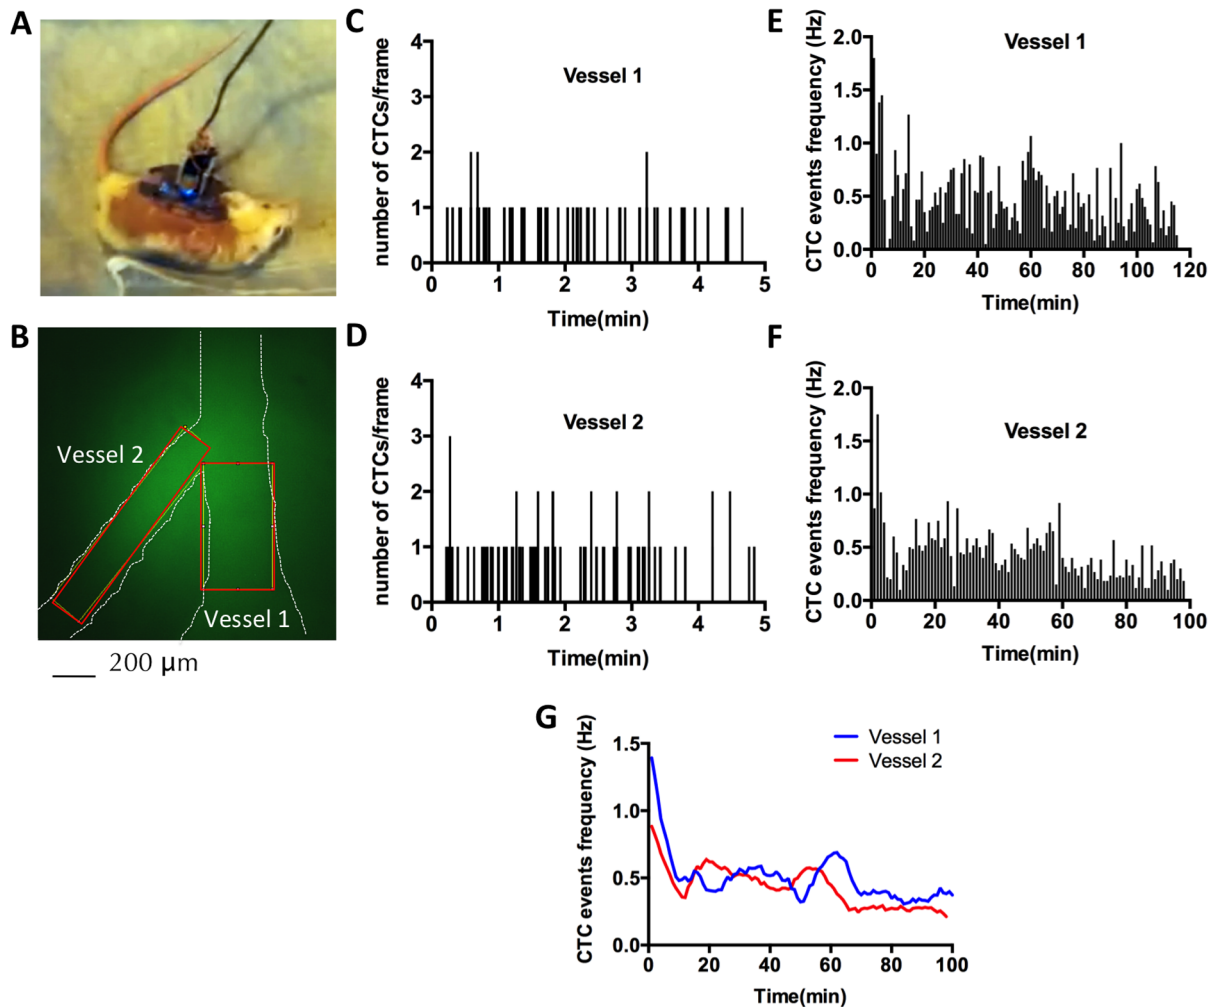 A
B
Vessel 2
Vessel 1
200 µm
C
number of CTCs/frame
4
3
2
1
0
Vessel 1
0 1 2 3 4 5
Time(min)
D
number of CTCs/frame
4
3
2
1
0
Vessel 2
0 1 2 3 4 5
Time(min)
E
CTC events frequency (Hz)
2.0
1.5
1.0
0.5
0.0
Vessel 1
0 20 40 60 80 100 120
Time(min)
F
CTC events frequency (Hz)
2.0
1.5
1.0
0.5
0.0
Vessel 2
0 20 40 60 80 100
Time(min)
G
CTC events frequency (Hz)
1.5
1.0
0.5
0.0
Vessel 1
Vessel 2
0 20 40 60 80 100
Time(min)